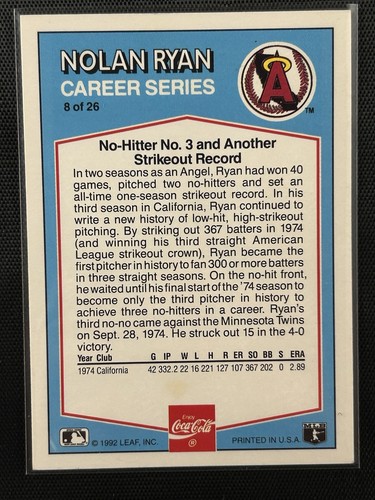 NOLAN RYAN
CAREER SERIES
8 of 26
A
TM
No-Hitter No. 3 and Another
Strikeout Record
In two seasons as an Angel, Ryan had won 40
games, pitched two no-hitters and set an
all-time one-season strikeout record. In his
third season in California, Ryan continued to
write a new history of low-hit, high-strikeout
pitching. By striking out 367 batters in 1974
(and winning his third straight American
League strikeout crown), Ryan became the
first pitcher in history to fan 300 or more batters
in three straight seasons. On the no-hit front,
he waited until his final start of the '74 season to
become only the third pitcher in history to
achieve three no-hitters in a career. Ryan's
third no-no came against the Minnesota Twins
on Sept. 28, 1974. He struck out 15 in the 4-0
victory.
Year Club G IP W L H R ER SO BB S ERA
1974 California 42 332.2 22 16 221 127 107 367 202 0 2.89
Enjoy
Coca-Cola
®
© 1992 LEAF, INC. PRINTED IN U.S.A.